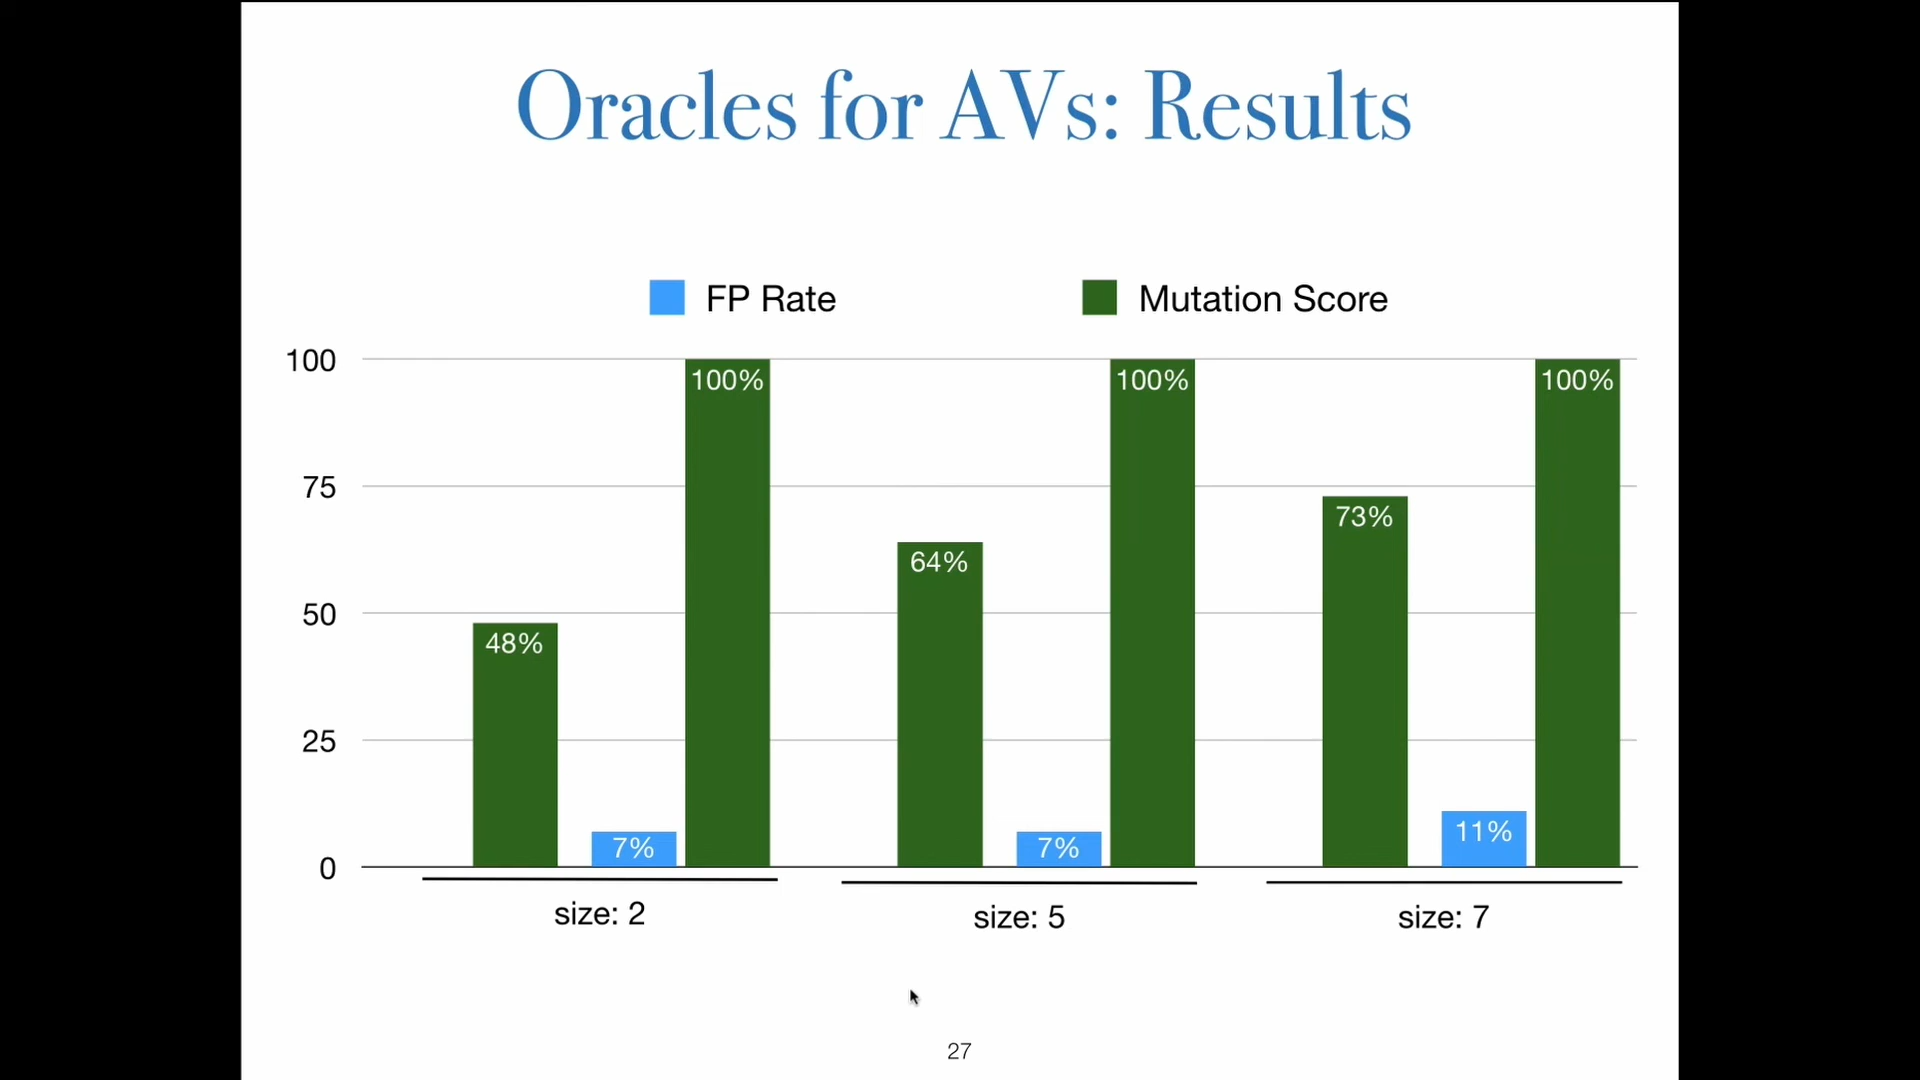 Oracles for AVs: Results
FP Rate
Mutation Score
100
75
50
25
0
48%
7%
100%
64%
7%
100%
73%
11%
100%
size: 2
size: 5
size: 7
27